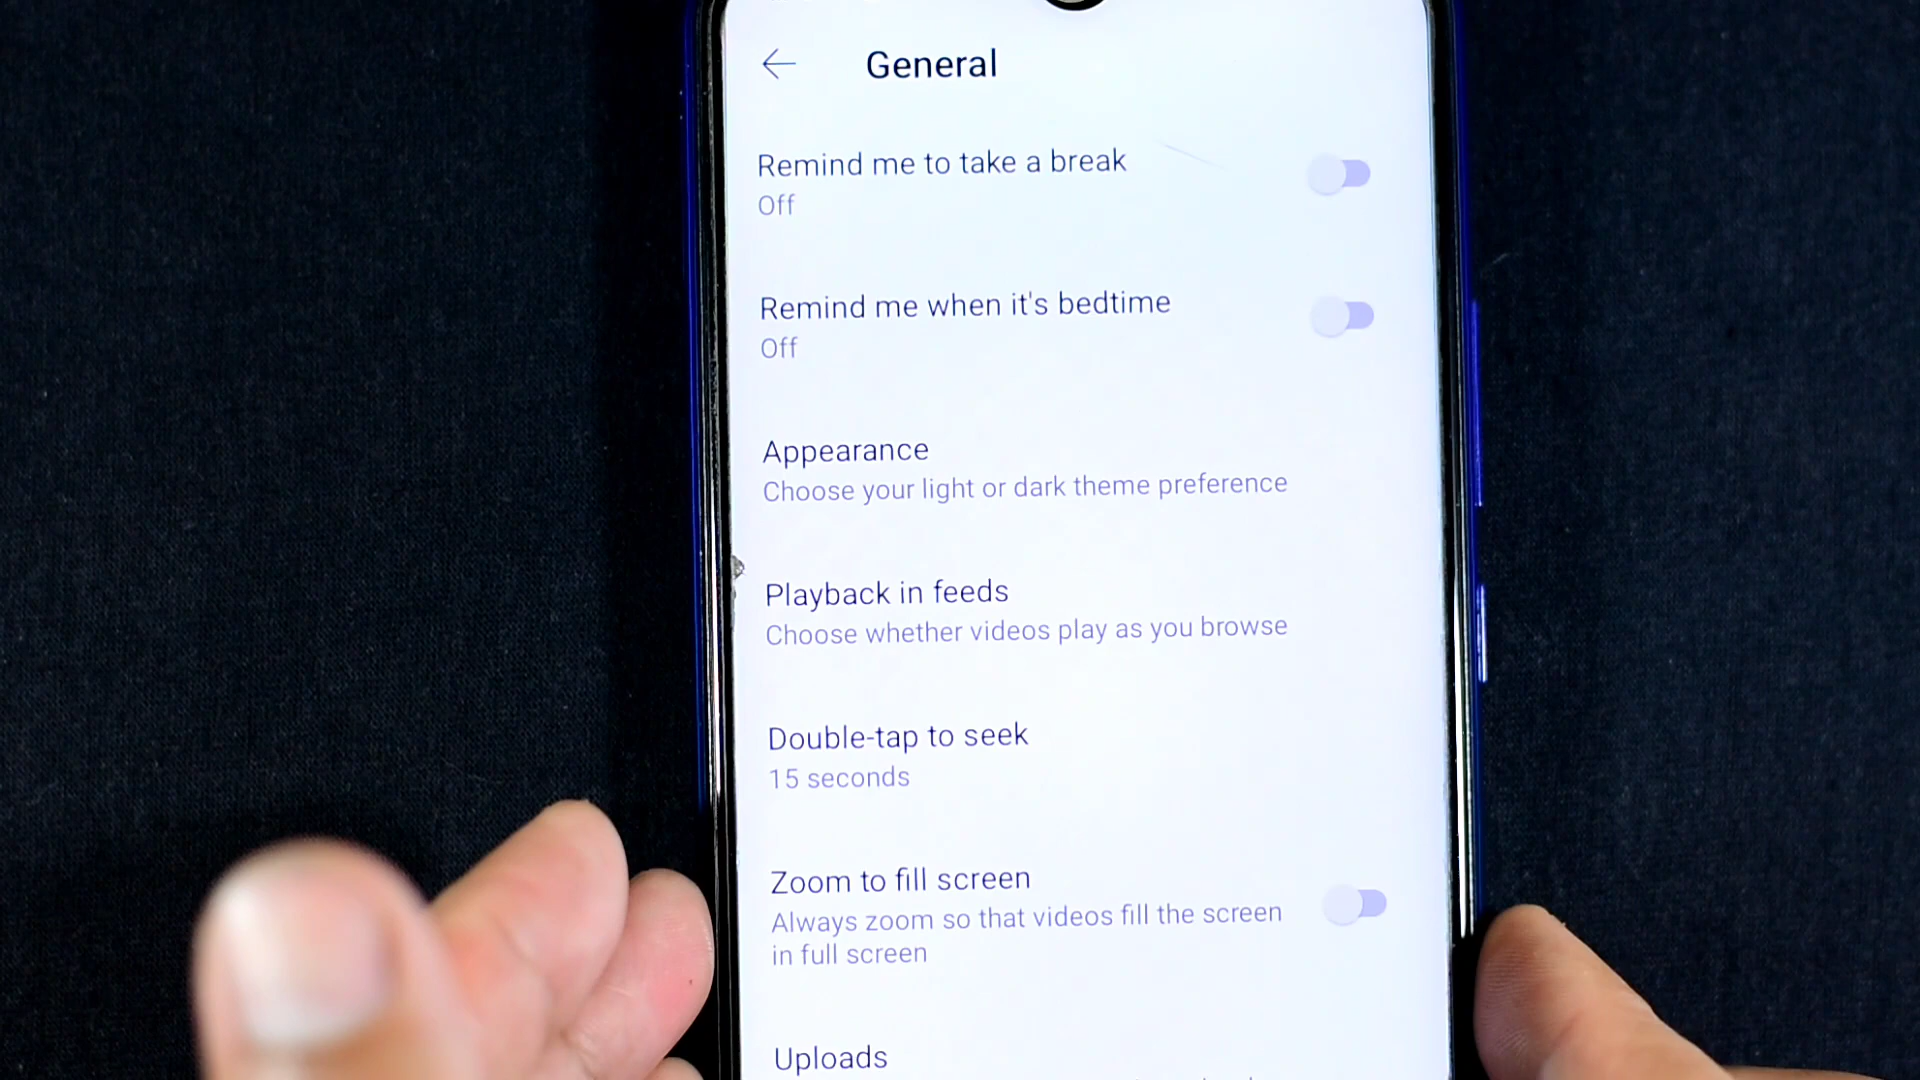 General
Remind me to take a break
Off
Remind me when it's bedtime
Off
Appearance
Choose your light or dark theme preference
Playback in feeds
Choose whether videos play as you browse
Double-tap to seek
15 seconds
Zoom to fill screen
Always zoom so that videos fill the screen
in full screen
Uploads